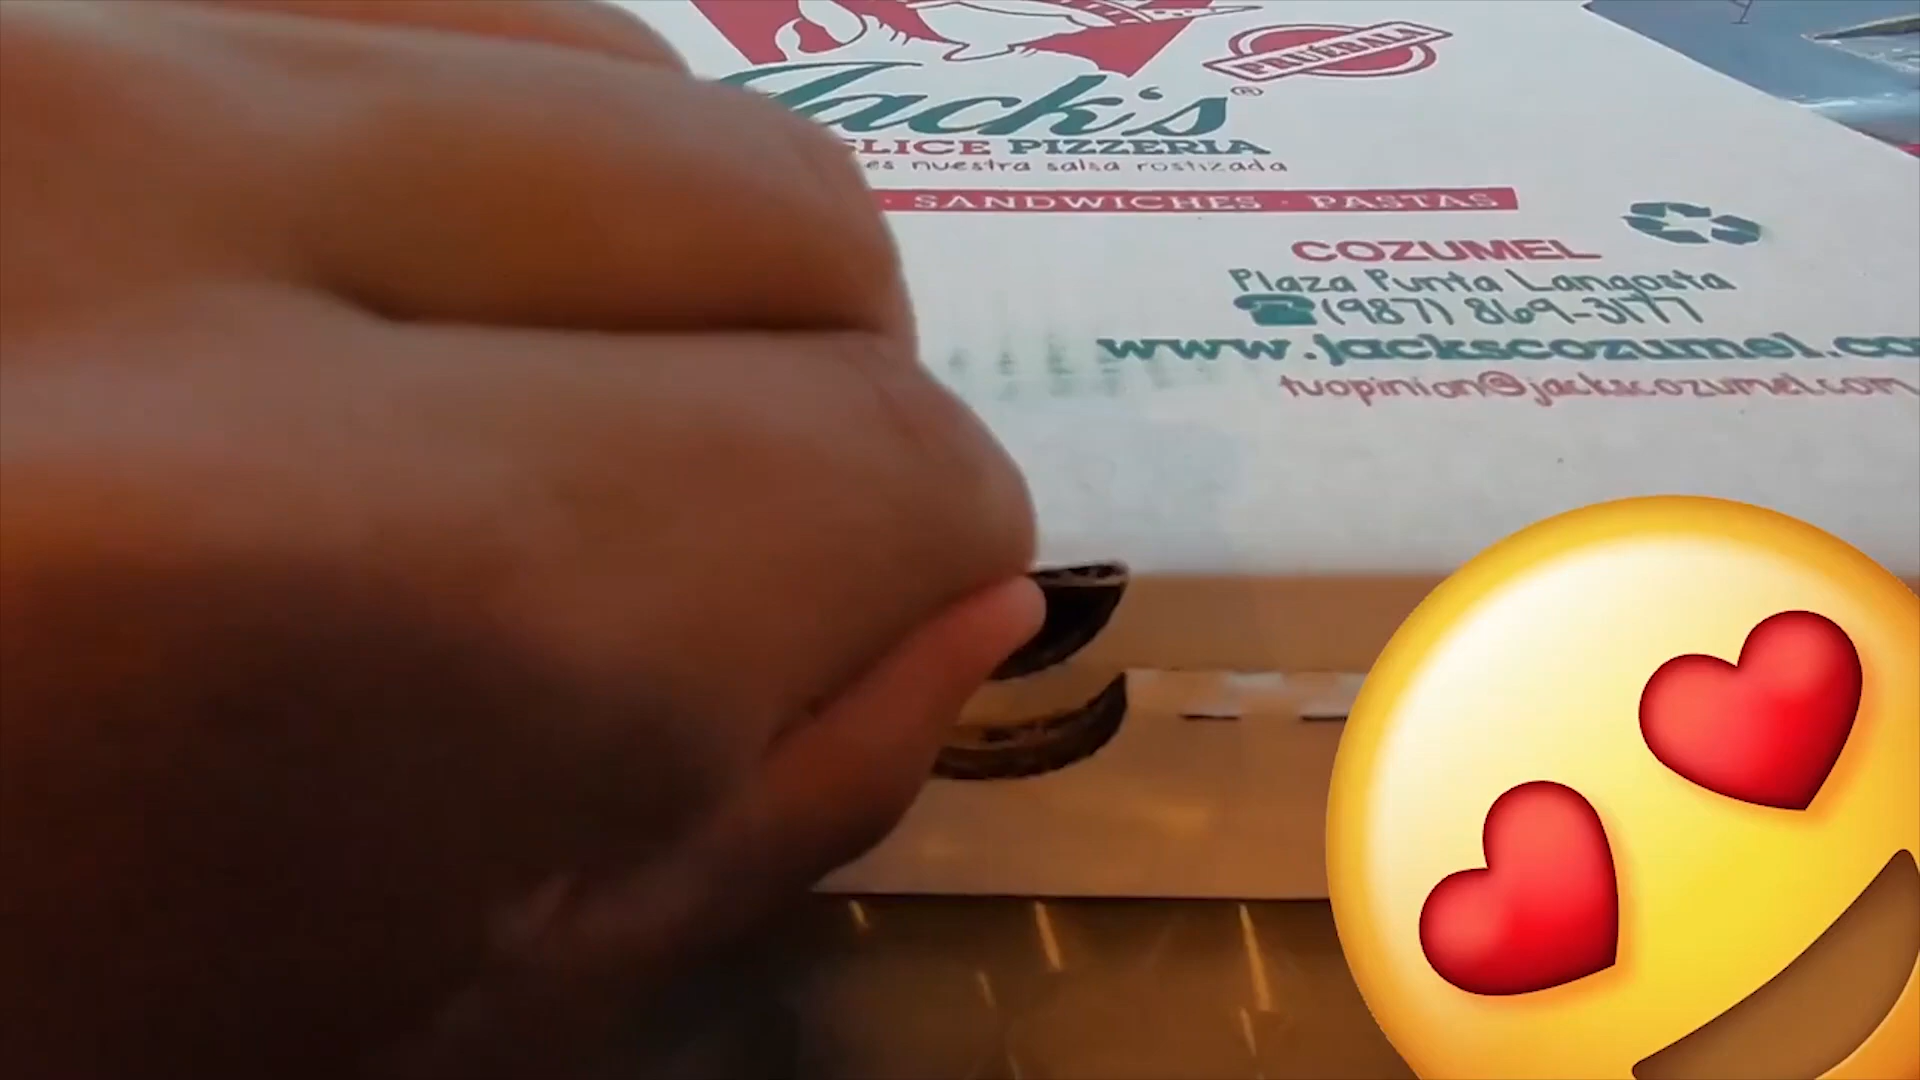 PRUÉBALA
Jack's®
SLICE PIZZERIA
es nuestra salsa rostizada
· SANDWICHES · PASTAS
COZUMEL
Plaza Punta Langosta
(987) 869-3177
www.jackscozumel.co
tuopinion@jackscozumel.com